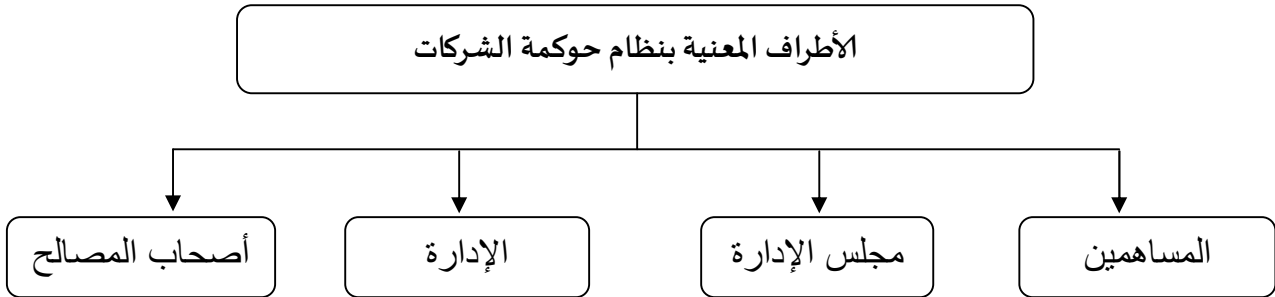 الأطراف المعنية بنظام حوكمة الشركات
المساهمين
مجلس الإدارة
الإدارة
أصحاب المصالح